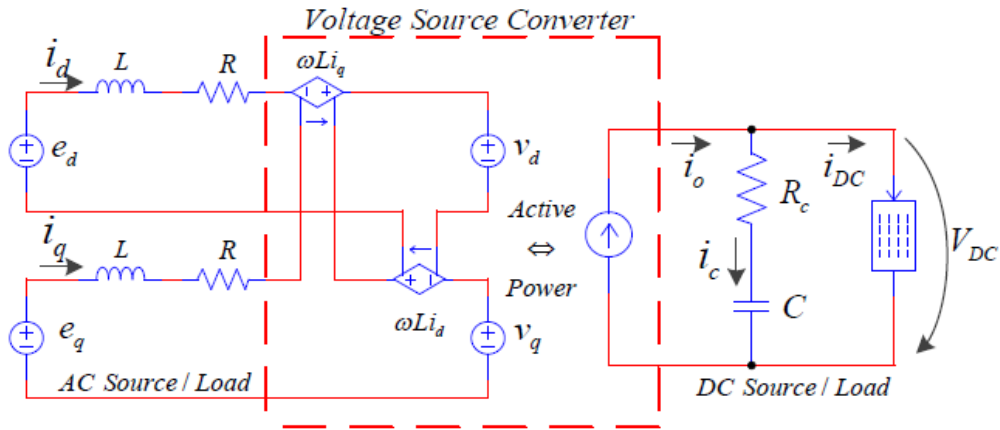 Voltage Source Converter
i_d
L
R
ωLi_q
e_d
v_d
i_q
L
R
Active
⇔
Power
ωLi_d
e_q
v_q
AC Source / Load
i_o
i_DC
R_c
i_c
C
V_DC
DC Source / Load